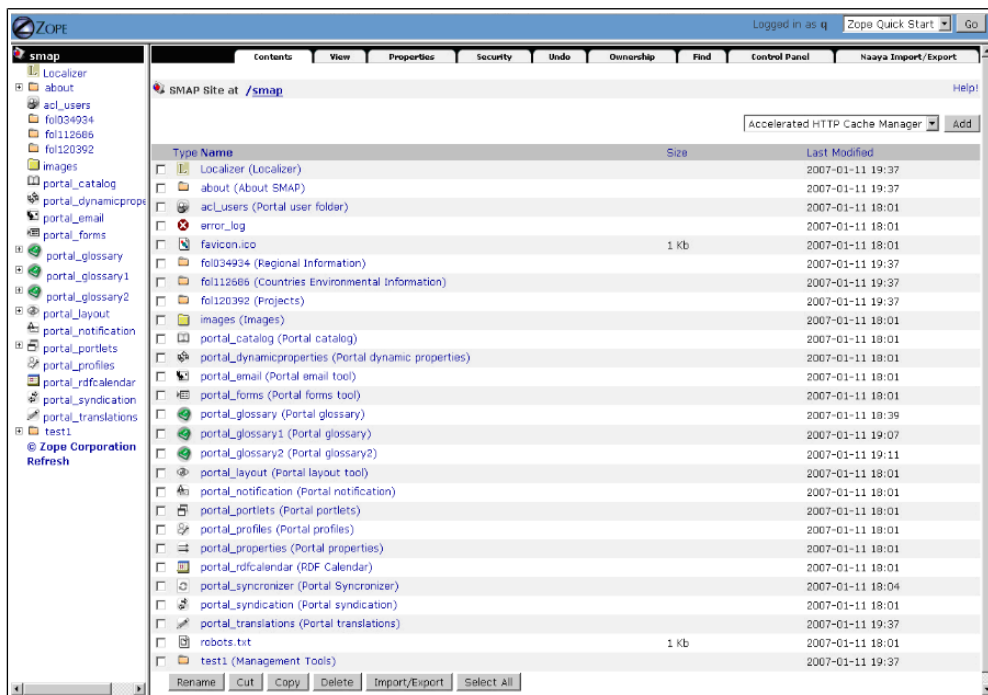 ZOPE
Logged in as q Zope Quick Start Go
smap
Localizer
about
acl_users
fol034934
fol112686
fol120392
images
portal_catalog
portal_dynamicprope
portal_email
portal_forms
portal_glossary
portal_glossary1
portal_glossary2
portal_layout
portal_notification
portal_portlets
portal_profiles
portal_rdfcalendar
portal_syndication
portal_translations
test1
© Zope Corporation
Refresh
Contents View Properties Security Undo Ownership Find Control Panel Naaya Import/Export
SMAP Site at /smap Help!
Accelerated HTTP Cache Manager Add
Type Name Size Last Modified
Localizer (Localizer) 2007-01-11 19:37
about (About SMAP) 2007-01-11 19:37
acl_users (Portal user folder) 2007-01-11 18:01
error_log 2007-01-11 18:01
favicon.ico 1 Kb 2007-01-11 18:01
fol034934 (Regional Information) 2007-01-11 19:37
fol112686 (Countries Environmental Information) 2007-01-11 19:37
fol120392 (Projects) 2007-01-11 19:37
images (Images) 2007-01-11 18:01
portal_catalog (Portal catalog) 2007-01-11 18:01
portal_dynamicproperties (Portal dynamic properties) 2007-01-11 18:01
portal_email (Portal email tool) 2007-01-11 18:01
portal_forms (Portal forms tool) 2007-01-11 18:01
portal_glossary (Portal glossary) 2007-01-11 18:39
portal_glossary1 (Portal glossary) 2007-01-11 19:07
portal_glossary2 (Portal glossary2) 2007-01-11 19:11
portal_layout (Portal layout tool) 2007-01-11 18:01
portal_notification (Portal notification) 2007-01-11 18:01
portal_portlets (Portal portlets) 2007-01-11 18:01
portal_profiles (Portal profiles) 2007-01-11 18:01
portal_properties (Portal properties) 2007-01-11 18:01
portal_rdfcalendar (RDF Calendar) 2007-01-11 18:01
portal_syncronizer (Portal Syncronizer) 2007-01-11 18:04
portal_syndication (Portal syndication) 2007-01-11 18:01
portal_translations (Portal translations) 2007-01-11 19:37
robots.txt 1 Kb 2007-01-11 18:01
test1 (Management Tools) 2007-01-11 19:37
Rename Cut Copy Delete Import/Export Select All